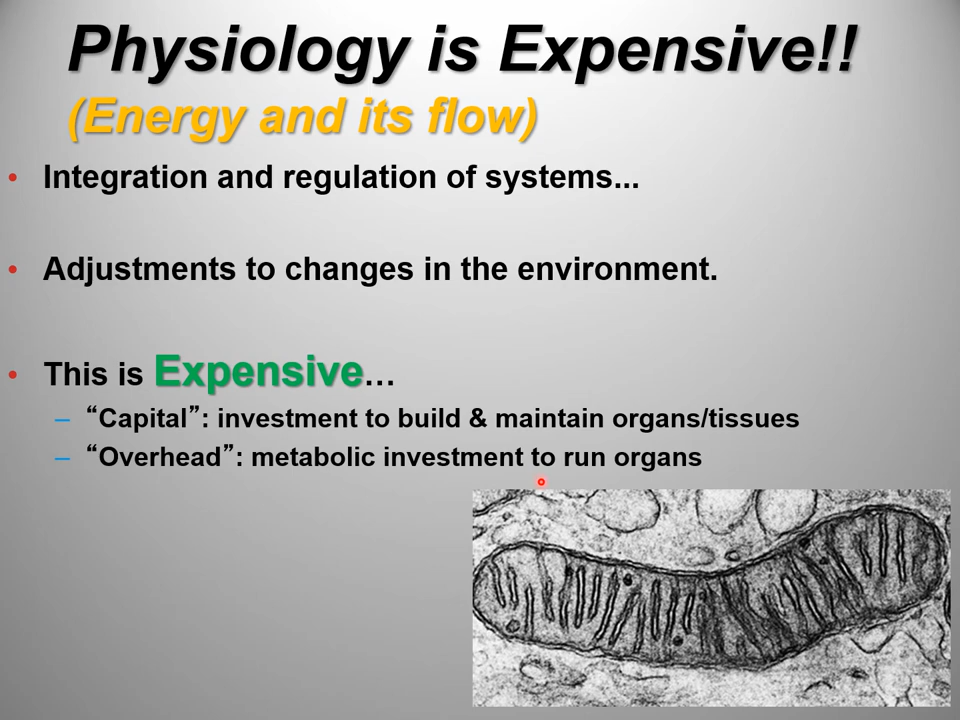 Physiology is Expensive!!
(Energy and its flow)
• Integration and regulation of systems...
• Adjustments to changes in the environment.
• This is Expensive…
– “Capital”: investment to build & maintain organs/tissues
– “Overhead”: metabolic investment to run organs